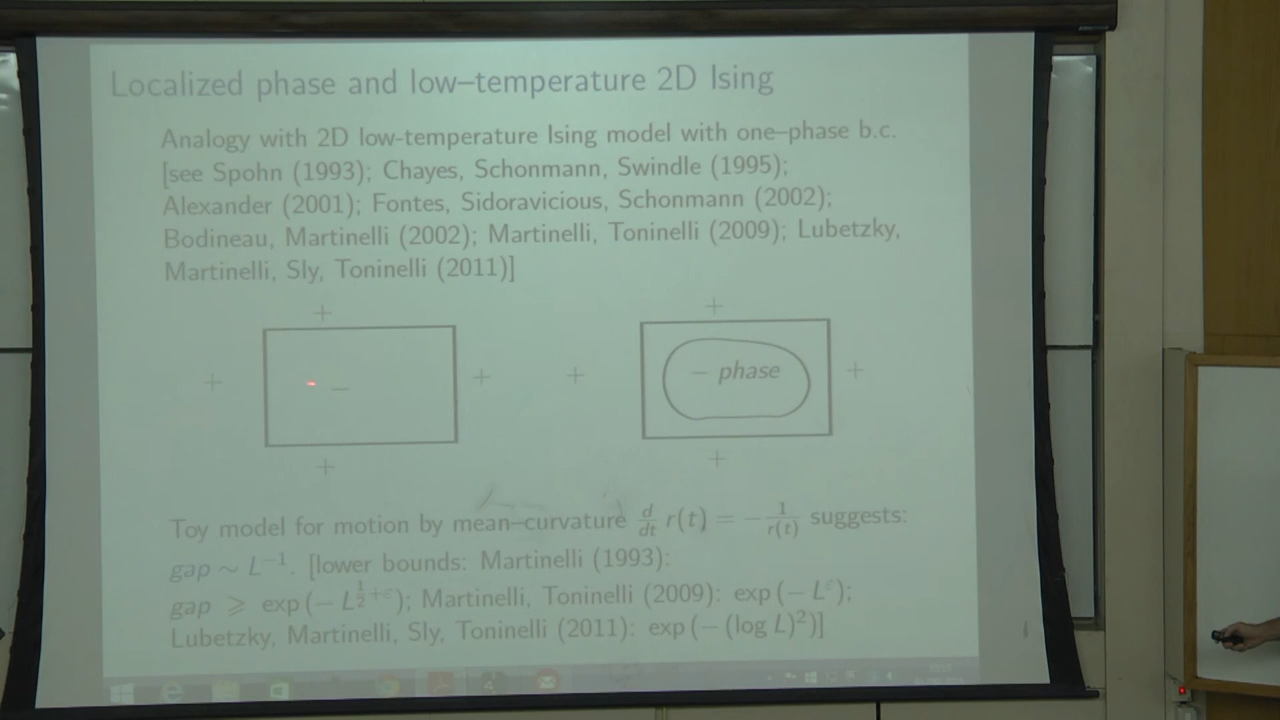 Localized phase and low–temperature 2D Ising
Analogy with 2D low-temperature Ising model with one–phase b.c.
[see Spohn (1993); Chayes, Schonmann, Swindle (1995);
Alexander (2001); Fontes, Sidoravicious, Schonmann (2002);
Bodineau, Martinelli (2002); Martinelli, Toninelli (2009); Lubetzky,
Martinelli, Sly, Toninelli (2011)]
+ +
+ − + + − phase +
+ +
Toy model for motion by mean–curvature d/dt r(t) = − 1/r(t) suggests:
gap ∼ L^{−1}. [lower bounds: Martinelli (1993):
gap ⩾ exp(− L^{1/2+ε}); Martinelli, Toninelli (2009): exp(− L^ε);
Lubetzky, Martinelli, Sly, Toninelli (2011): exp(− (log L)^2)]